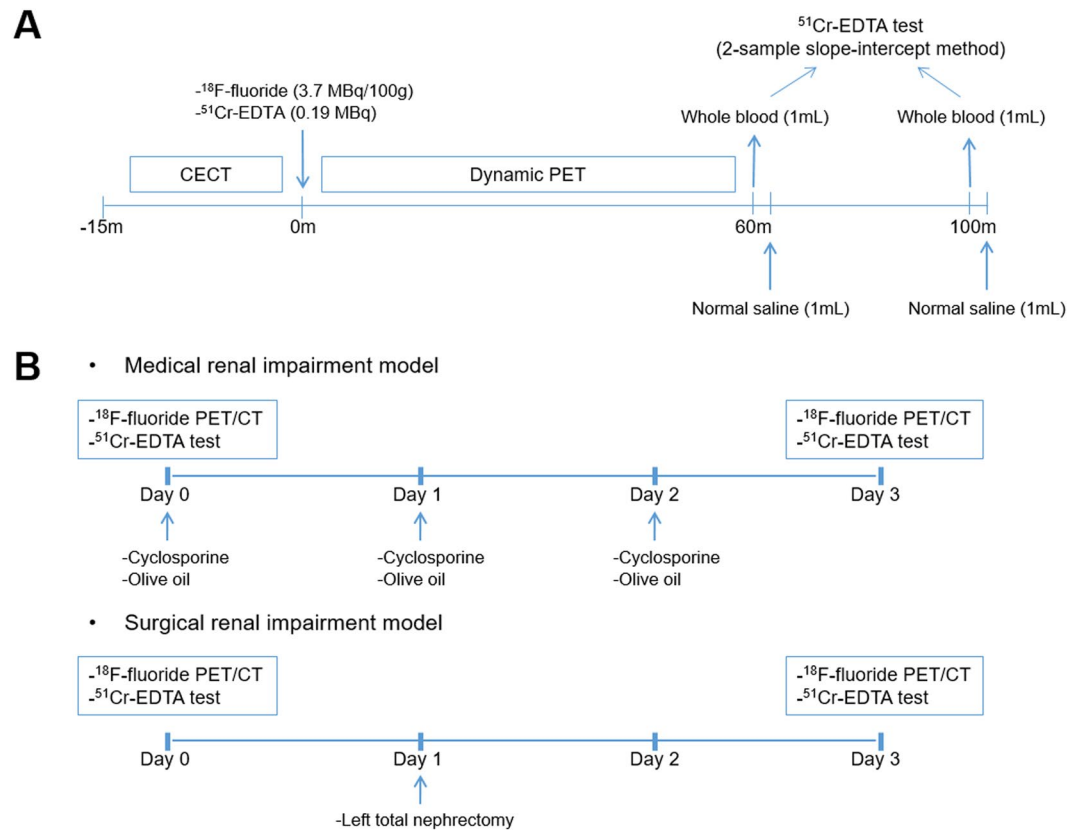 A
51Cr-EDTA test
(2-sample slope-intercept method)
-18F-fluoride (3.7 MBq/100g)
-51Cr-EDTA (0.19 MBq)
Whole blood (1mL)
Whole blood (1mL)
CECT
Dynamic PET
-15m
0m
60m
100m
Normal saline (1mL)
Normal saline (1mL)
B
• Medical renal impairment model
-18F-fluoride PET/CT
-51Cr-EDTA test
-18F-fluoride PET/CT
-51Cr-EDTA test
Day 0
Day 1
Day 2
Day 3
-Cyclosporine
-Olive oil
-Cyclosporine
-Olive oil
-Cyclosporine
-Olive oil
• Surgical renal impairment model
-18F-fluoride PET/CT
-51Cr-EDTA test
-18F-fluoride PET/CT
-51Cr-EDTA test
Day 0
Day 1
Day 2
Day 3
-Left total nephrectomy